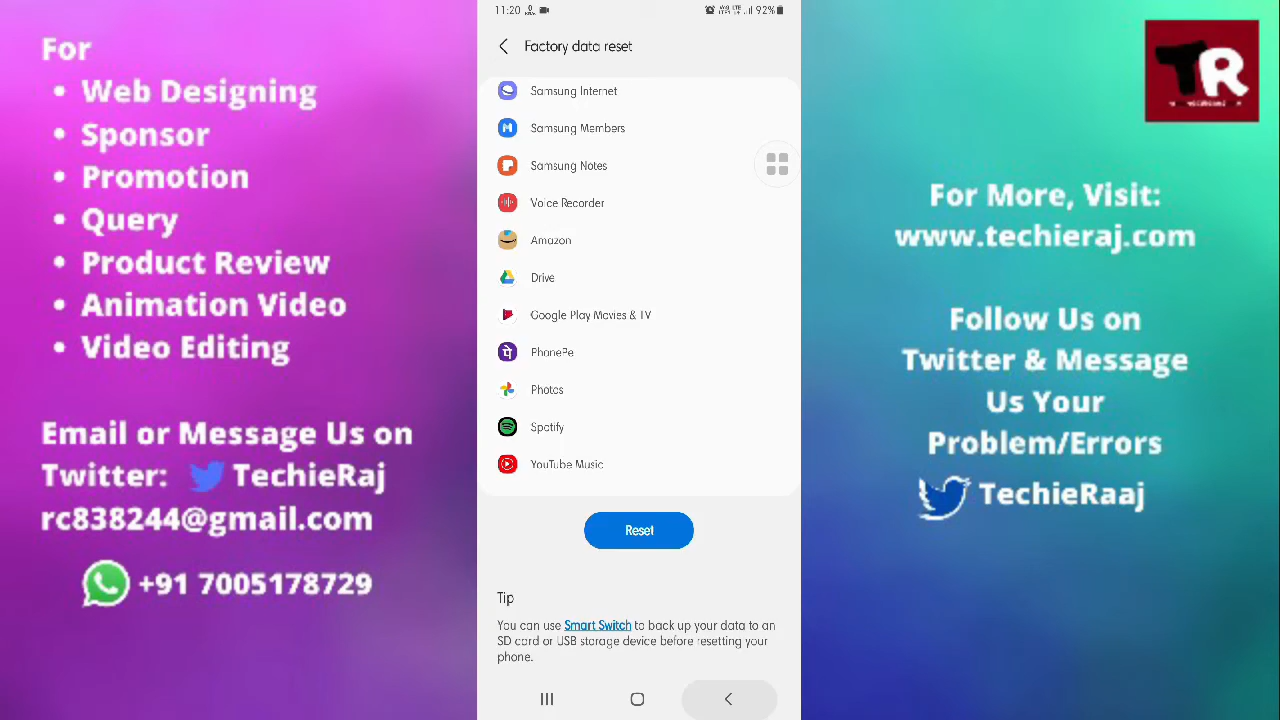 For
• Web Designing
• Sponsor
• Promotion
• Query
• Product Review
• Animation Video
• Video Editing
Email or Message Us on
Twitter: TechieRaj
rc838244@gmail.com
+91 7005178729
11:20
92%
Factory data reset
Samsung Internet
Samsung Members
Samsung Notes
Voice Recorder
Amazon
Drive
Google Play Movies & TV
PhonePe
Photos
Spotify
YouTube Music
Reset
Tip
You can use Smart Switch to back up your data to an
SD card or USB storage device before resetting your
phone.
TR
For More, Visit:
www.techieraj.com
Follow Us on
Twitter & Message
Us Your
Problem/Errors
TechieRaaj